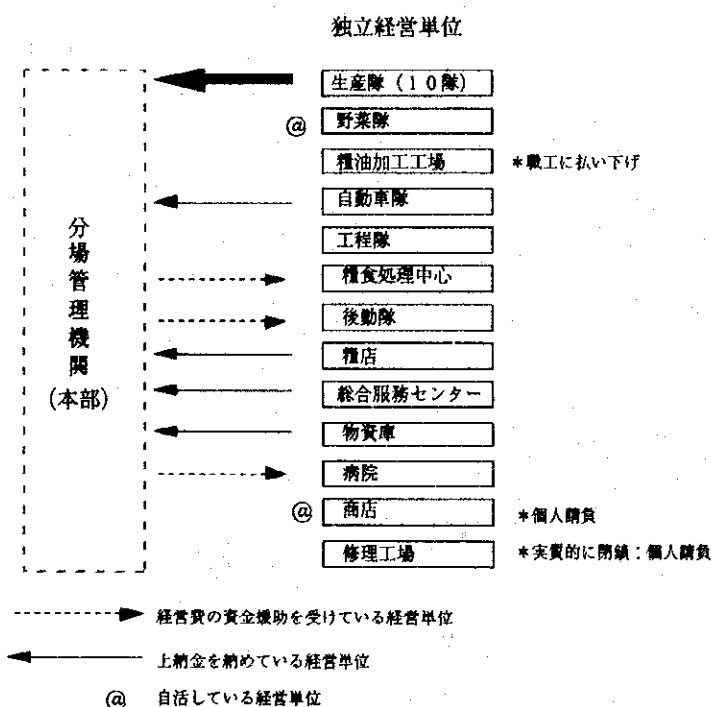 独立経営単位
生産隊(10隊)
@ 野菜隊
糧油加工工場 *職工に払い下げ
自動車隊
工程隊
糧食処理中心
後勤隊
糧店
総合服務センター
物資庫
病院
@ 商店 *個人請負
修理工場 *実質的に閉鎖:個人請負
分場管理機関
(本部)
経営費の資金援助を受けている経営単位
上納金を納めている経営単位
@ 自活している経営単位